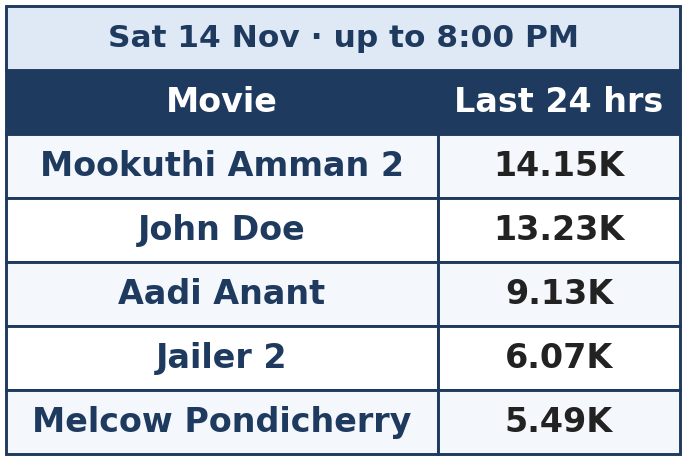 Sat 14 Nov · up to 8:00 PM
Movie Last 24 hrs
Mookuthi Amman 2 14.15K
John Doe 13.23K
Aadi Anant 9.13K
Jailer 2 6.07K
Melcow Pondicherry 5.49K